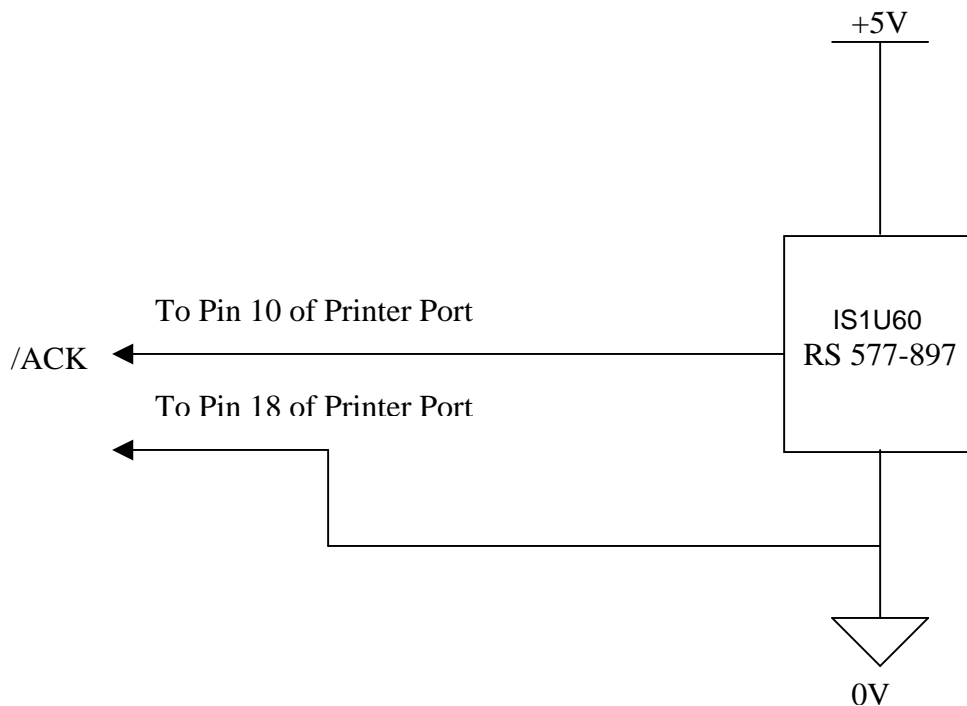 +5V
To Pin 10 of Printer Port
/ACK
IS1U60
RS 577-897
To Pin 18 of Printer Port
0V